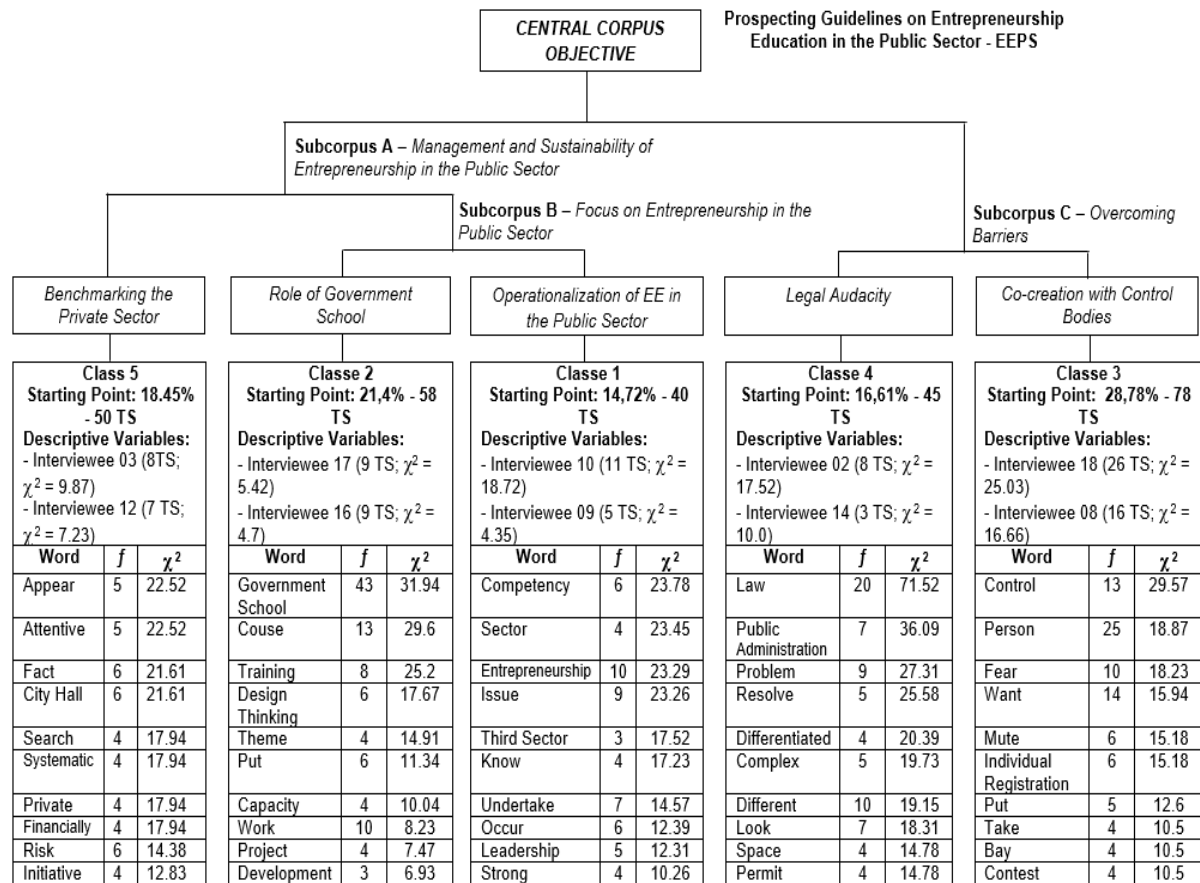 CENTRAL CORPUS
OBJECTIVE
Prospecting Guidelines on Entrepreneurship
Education in the Public Sector - EEPS
Subcorpus A – Management and Sustainability of
Entrepreneurship in the Public Sector
Subcorpus B – Focus on Entrepreneurship in the
Public Sector
Subcorpus C – Overcoming
Barriers
Benchmarking the
Private Sector
Role of Government
School
Operationalization of EE in
the Public Sector
Legal Audacity
Co-creation with Control
Bodies
Class 5
Starting Point: 18.45%
- 50 TS
Descriptive Variables:
- Interviewee 03 (8TS;
χ² = 9.87)
- Interviewee 12 (7 TS;
χ² = 7.23)
Word f χ²
Appear 5 22.52
Attentive 5 22.52
Fact 6 21.61
City Hall 6 21.61
Search 4 17.94
Systematic 4 17.94
Private 4 17.94
Financially 4 17.94
Risk 6 14.38
Initiative 4 12.83
Classe 2
Starting Point: 21,4% - 58
TS
Descriptive Variables:
- Interviewee 17 (9 TS; χ² =
5.42)
- Interviewee 16 (9 TS; χ² =
4.7)
Word f χ²
Government 43 31.94
School
Couse 13 29.6
Training 8 25.2
Design 6 17.67
Thinking
Theme 4 14.91
Put 6 11.34
Capacity 4 10.04
Work 10 8.23
Project 4 7.47
Development 3 6.93
Classe 1
Starting Point: 14,72% - 40
TS
Descriptive Variables:
- Interviewee 10 (11 TS; χ² =
18.72)
- Interviewee 09 (5 TS; χ² =
4.35)
Word f χ²
Competency 6 23.78
Sector 4 23.45
Entrepreneurship 10 23.29
Issue 9 23.26
Third Sector 3 17.52
Know 4 17.23
Undertake 7 14.57
Occur 6 12.39
Leadership 5 12.31
Strong 4 10.26
Classe 4
Starting Point: 16,61% - 45
TS
Descriptive Variables:
- Interviewee 02 (8 TS; χ² =
17.52)
- Interviewee 14 (3 TS; χ² =
10.0)
Word f χ²
Law 20 71.52
Public 7 36.09
Administration
Problem 9 27.31
Resolve 5 25.58
Differentiated 4 20.39
Complex 5 19.73
Different 10 19.15
Look 7 18.31
Space 4 14.78
Permit 4 14.78
Classe 3
Starting Point: 28,78% - 78
TS
Descriptive Variables:
- Interviewee 18 (26 TS; χ² =
25.03)
- Interviewee 08 (16 TS; χ² =
16.66)
Word f χ²
Control 13 29.57
Person 25 18.87
Fear 10 18.23
Want 14 15.94
Mute 6 15.18
Individual 6 15.18
Registration
Put 5 12.6
Take 4 10.5
Bay 4 10.5
Contest 4 10.5